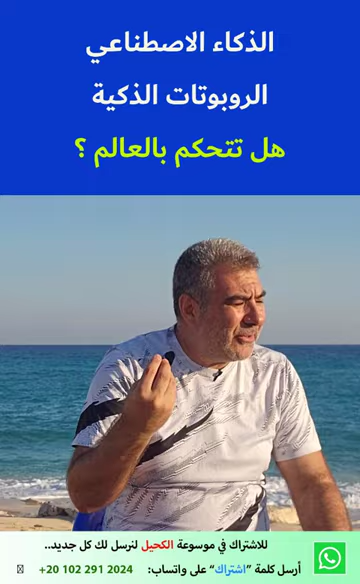 الذكاء الاصطناعي
الروبوتات الذكية
هل تتحكم بالعالم ؟
للاشتراك في موسوعة الكحيل لنرسل لك كل جديد..
أرسل كلمة "اشتراك" على واتساب: +20 102 291 2024